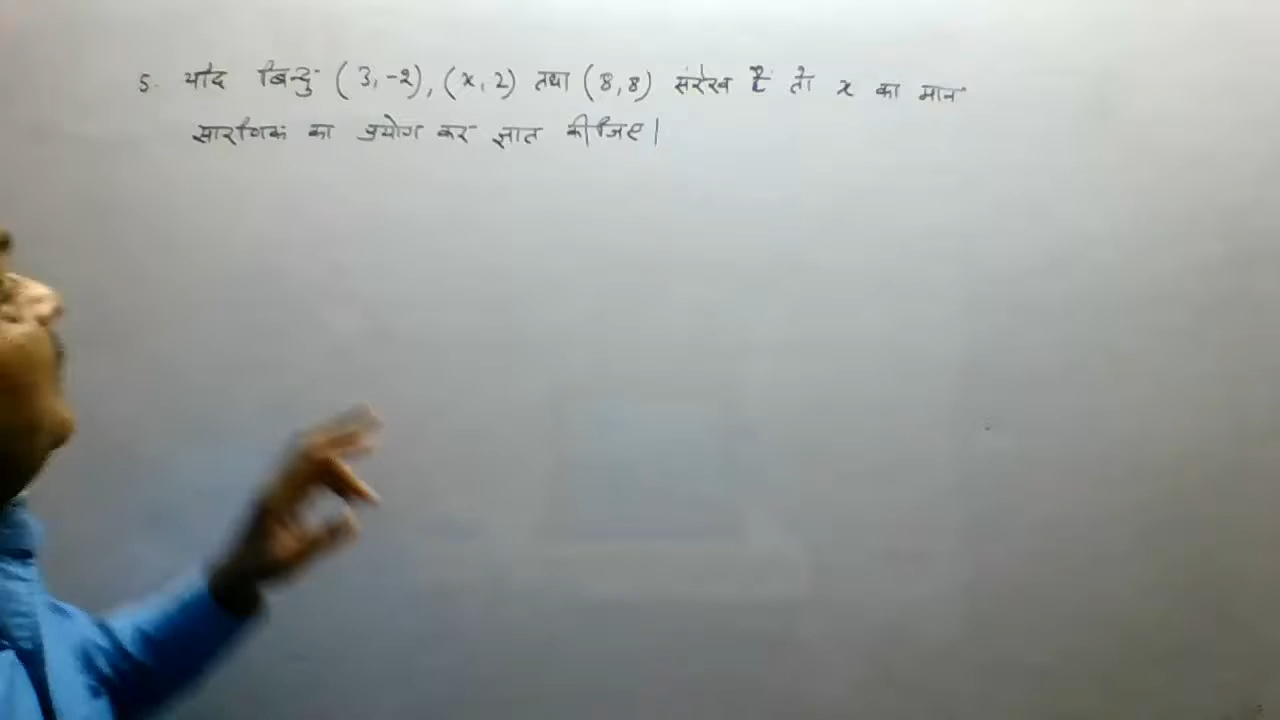 5. यदि बिन्दु (3,-2), (x,2) तथा (8,8) संरेख हैं तो x का मान
सारणिक का प्रयोग कर ज्ञात कीजिए।